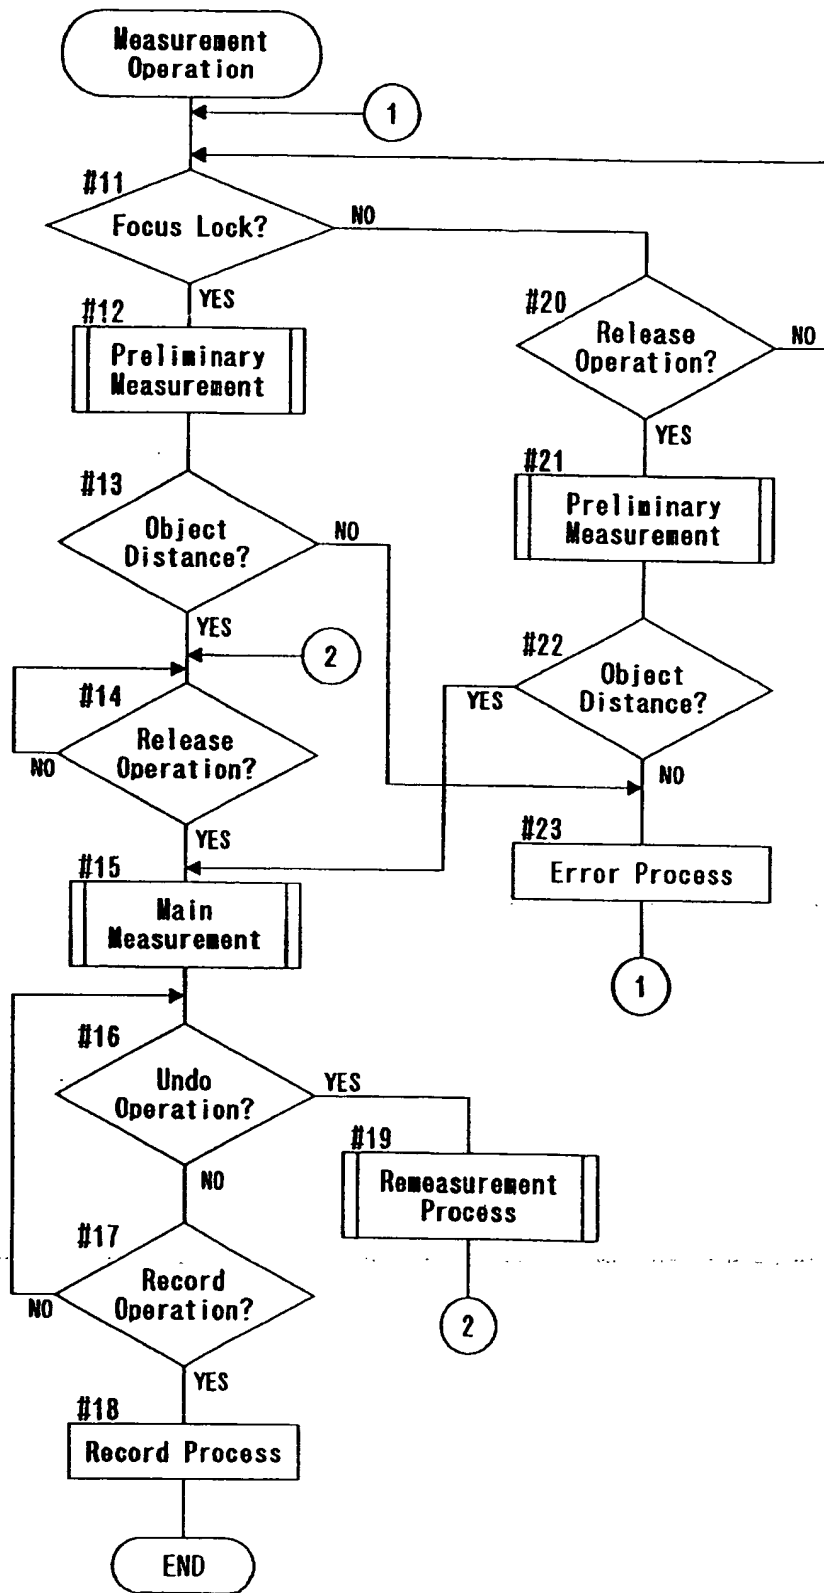 Measurement
Operation
1
#11
Focus Lock?
NO
YES
#12
Preliminary
Measurement
#20
Release
Operation?
NO
YES
#13
Object
Distance?
NO
YES
#21
Preliminary
Measurement
2
#22
Object
Distance?
YES
NO
#14
Release
Operation?
NO
YES
#23
Error Process
1
#15
Main
Measurement
#16
Undo
Operation?
YES
NO
#19
Remeasurement
Process
2
#17
Record
Operation?
NO
YES
#18
Record Process
END